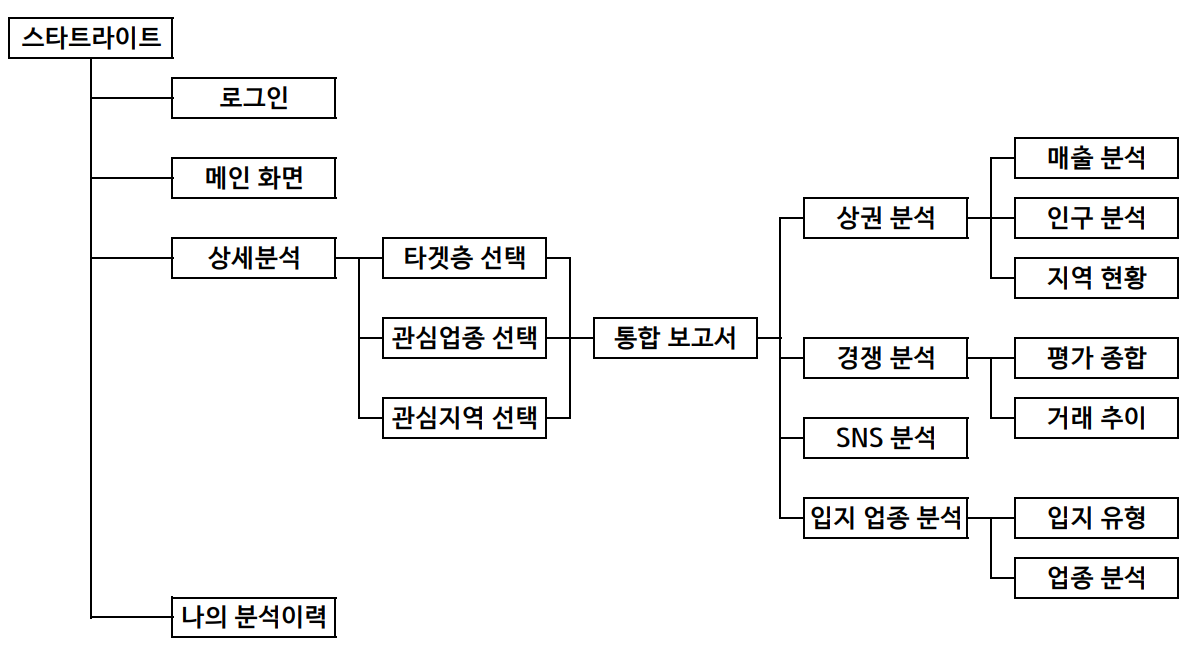 스타트라이트
로그인
메인 화면
상세분석
타겟층 선택
관심업종 선택
관심지역 선택
통합 보고서
상권 분석
매출 분석
인구 분석
지역 현황
경쟁 분석
평가 종합
거래 추이
SNS 분석
입지 업종 분석
입지 유형
업종 분석
나의 분석이력